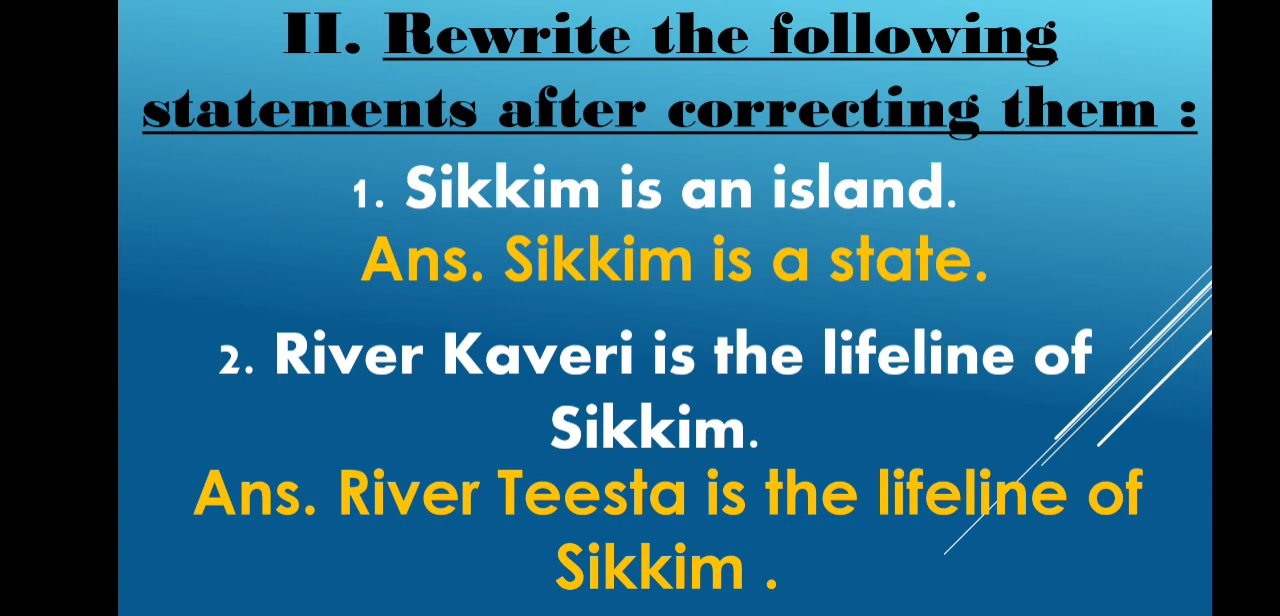 II. Rewrite the following
statements after correcting them :
1. Sikkim is an island.
Ans. Sikkim is a state.
2. River Kaveri is the lifeline of
Sikkim.
Ans. River Teesta is the lifeline of
Sikkim .